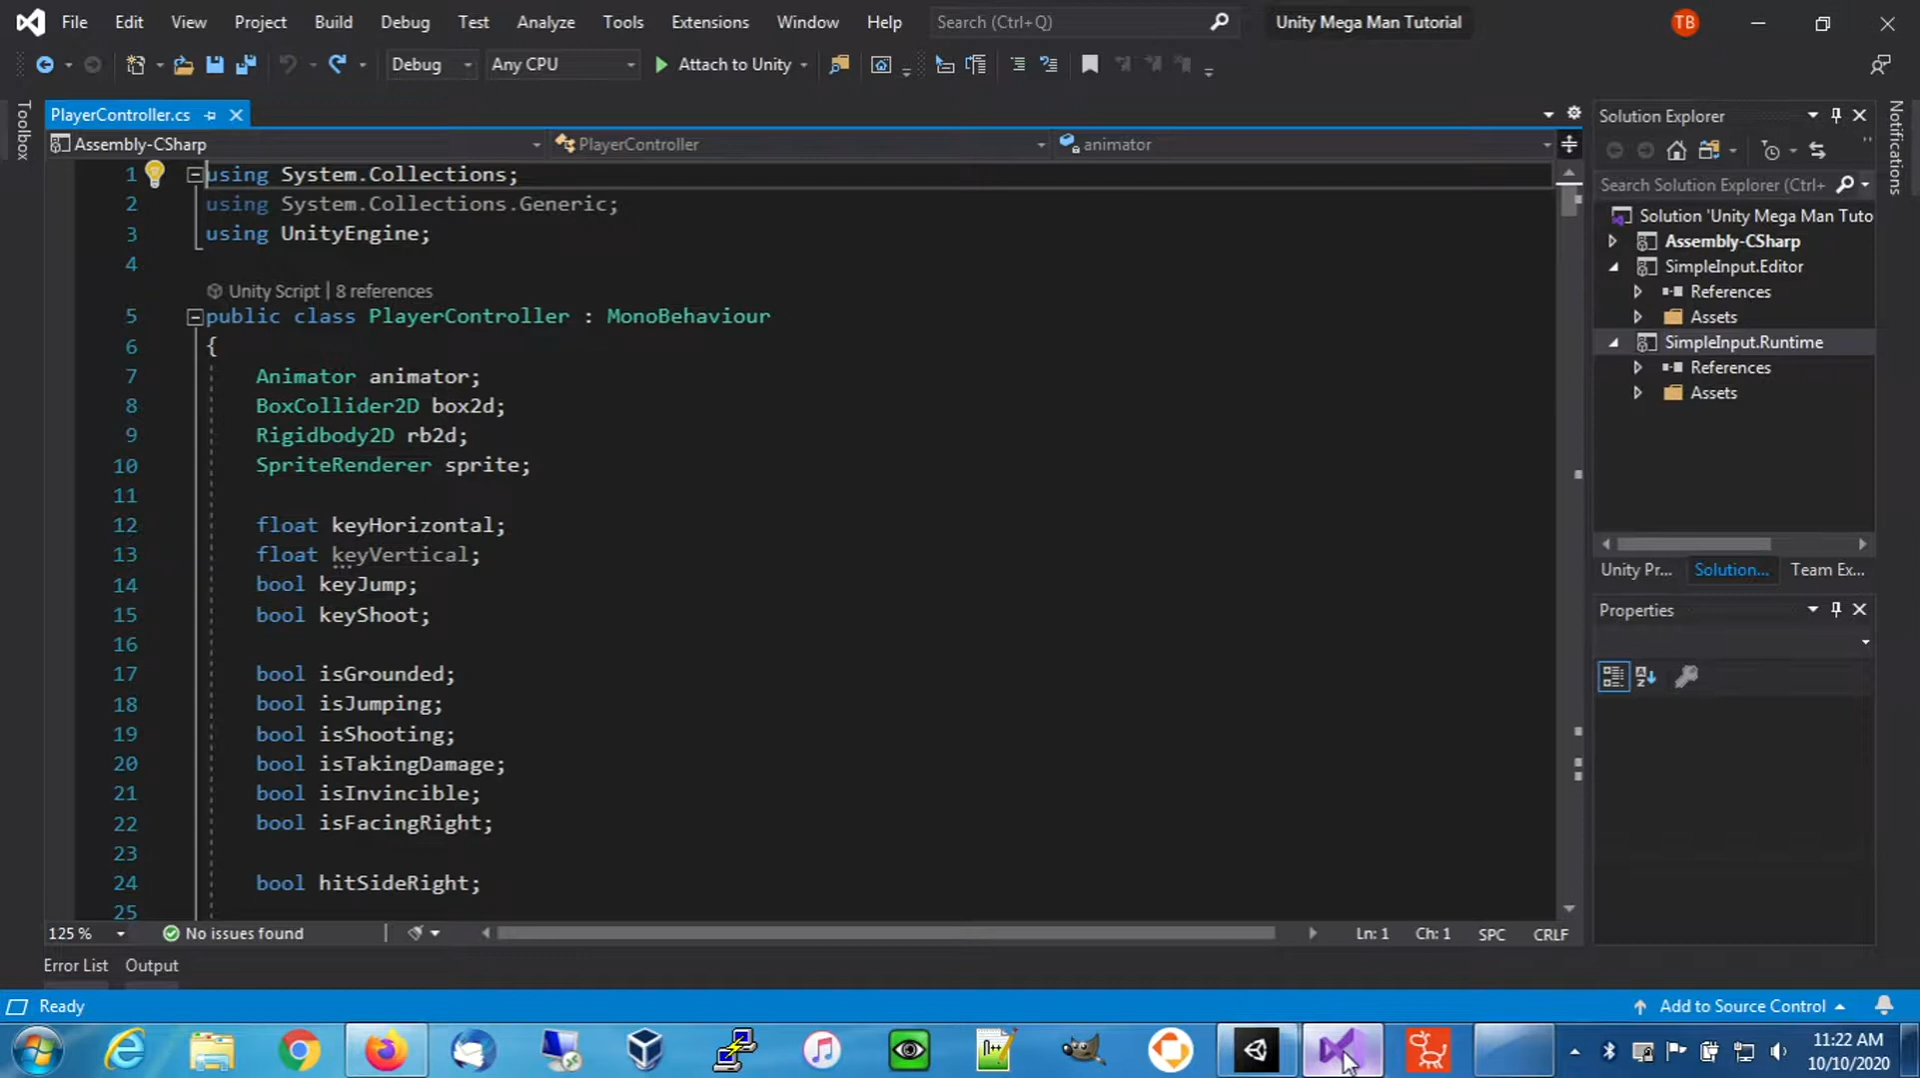 File Edit View Project Build Debug Test Analyze Tools Extensions Window Help Search (Ctrl+Q) Unity Mega Man Tutorial TB
Debug Any CPU Attach to Unity
Toolbox
PlayerController.cs
Assembly-CSharp PlayerController animator
1 using System.Collections;
2 using System.Collections.Generic;
3 using UnityEngine;
4
Unity Script | 8 references
5 public class PlayerController : MonoBehaviour
6 {
7 Animator animator;
8 BoxCollider2D box2d;
9 Rigidbody2D rb2d;
10 SpriteRenderer sprite;
11
12 float keyHorizontal;
13 float keyVertical;
14 bool keyJump;
15 bool keyShoot;
16
17 bool isGrounded;
18 bool isJumping;
19 bool isShooting;
20 bool isTakingDamage;
21 bool isInvincible;
22 bool isFacingRight;
23
24 bool hitSideRight;
25
125 % No issues found Ln: 1 Ch: 1 SPC CRLF
Error List Output
Solution Explorer
Search Solution Explorer (Ctrl+
Solution 'Unity Mega Man Tuto
Assembly-CSharp
SimpleInput.Editor
References
Assets
SimpleInput.Runtime
References
Assets
Unity Pr... Solution... Team Ex...
Properties
Notifications
Ready Add to Source Control
11:22 AM
10/10/2020